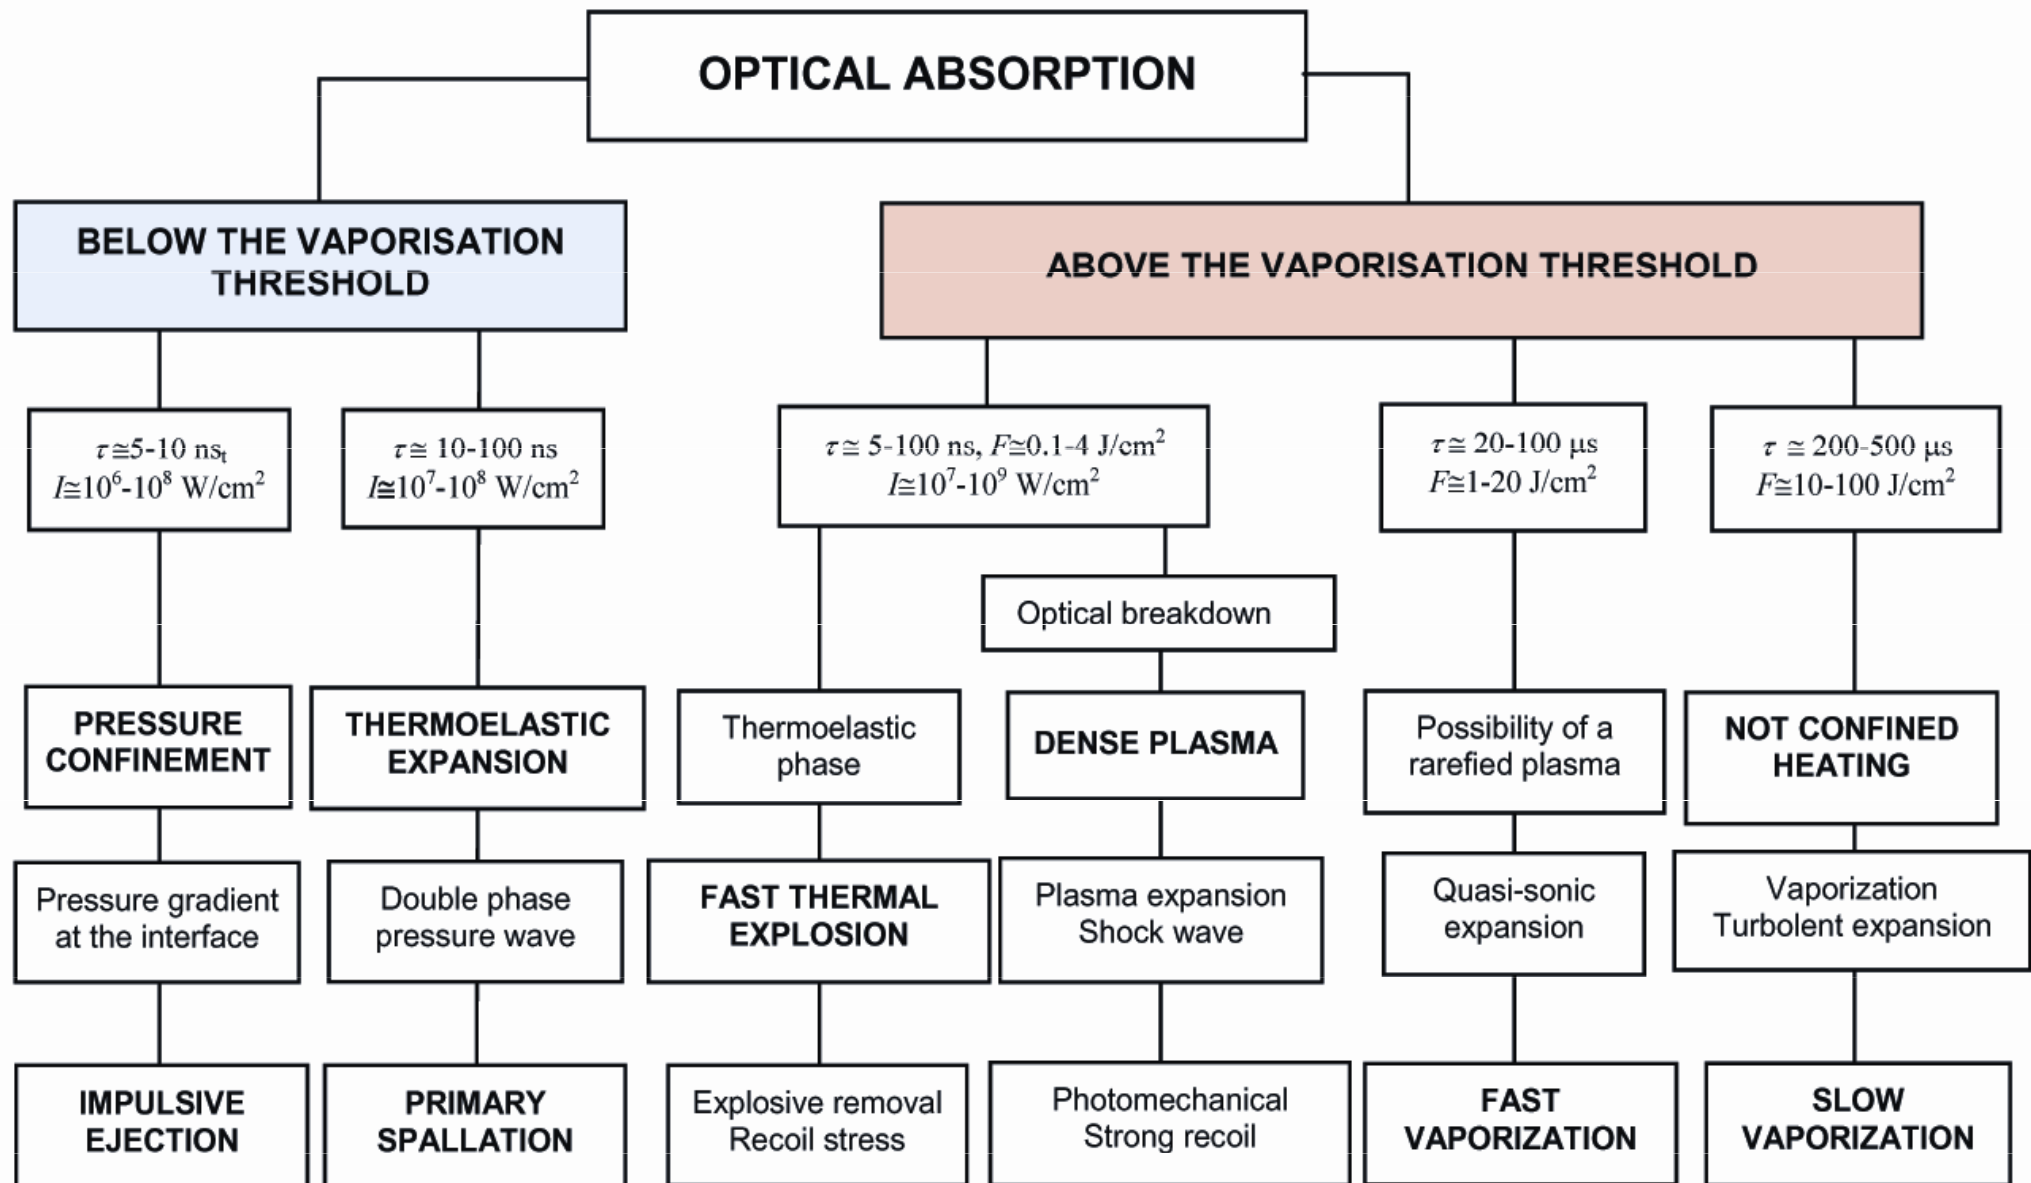 OPTICAL ABSORPTION
BELOW THE VAPORISATION
THRESHOLD
ABOVE THE VAPORISATION THRESHOLD
τ≅5-10 nsₜ
I≅10⁶-10⁸ W/cm²
τ≅ 10-100 ns
I≅10⁷-10⁸ W/cm²
τ≅ 5-100 ns, F≅0.1-4 J/cm²
I≅10⁷-10⁹ W/cm²
τ≅ 20-100 µs
F≅1-20 J/cm²
τ ≅ 200-500 µs
F≅10-100 J/cm²
Optical breakdown
PRESSURE
CONFINEMENT
THERMOELASTIC
EXPANSION
Thermoelastic
phase
DENSE PLASMA
Possibility of a
rarefied plasma
NOT CONFINED
HEATING
Pressure gradient
at the interface
Double phase
pressure wave
FAST THERMAL
EXPLOSION
Plasma expansion
Shock wave
Quasi-sonic
expansion
Vaporization
Turbolent expansion
IMPULSIVE
EJECTION
PRIMARY
SPALLATION
Explosive removal
Recoil stress
Photomechanical
Strong recoil
FAST
VAPORIZATION
SLOW
VAPORIZATION